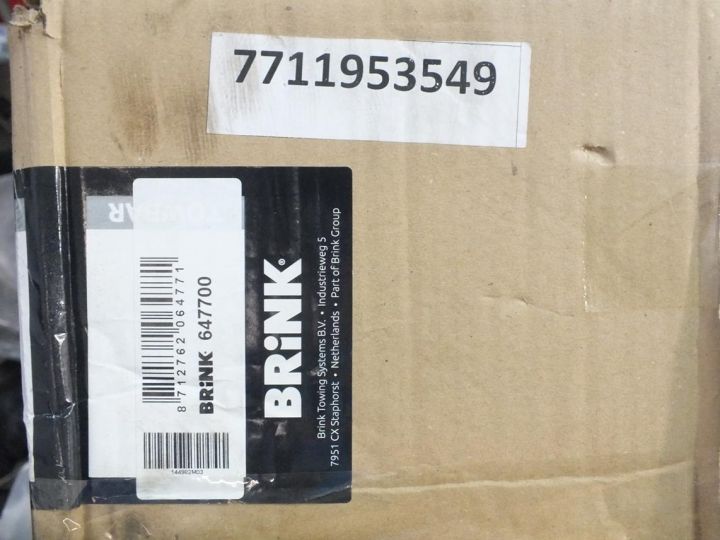 7711953549
TOWBAR
8 712762 064771
BRiNK 647700
BRiNK®
Brink Towing Systems B.V. • Industrieweg 5
7951 CX Staphorst • Netherlands • Part of Brink Group